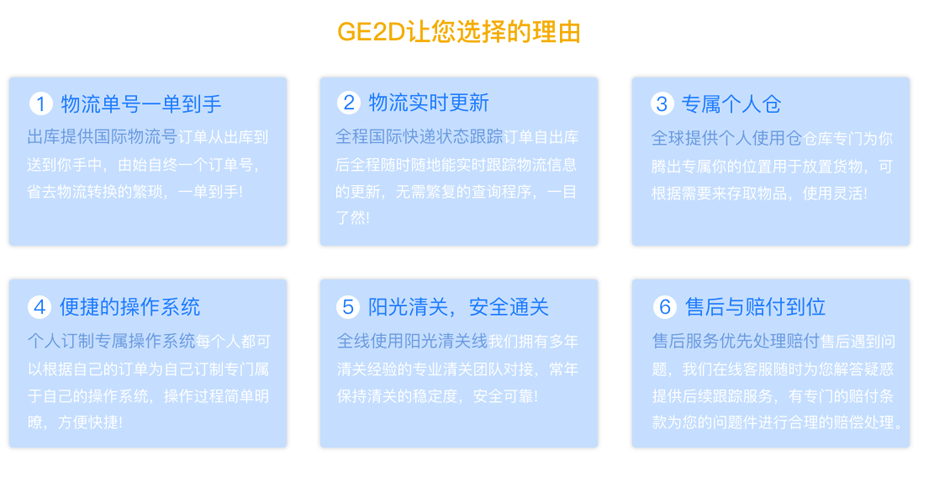 GE2D让您选择的理由
1 物流单号一单到手
出库提供国际物流号订单从出库到
送到你手中，由始自终一个订单号，
省去物流转换的繁琐，一单到手!
2 物流实时更新
全程国际快递状态跟踪订单自出库
后全程随时随地能实时跟踪物流信息
的更新，无需繁复的查询程序，一目
了然!
3 专属个人仓
全球提供个人使用仓仓库专门为你
腾出专属你的位置用于放置货物，可
根据需要来存取物品，使用灵活!
4 便捷的操作系统
个人订制专属操作系统每个人都可
以根据自己的订单为自己订制专门属
于自己的操作系统，操作过程简单明
暸，方便快捷!
5 阳光清关，安全通关
全线使用阳光清关线我们拥有多年
清关经验的专业清关团队对接，常年
保持清关的稳定度，安全可靠!
6 售后与赔付到位
售后服务优先处理赔付售后遇到问
题，我们在线客服随时为您解答疑惑
提供后续跟踪服务，有专门的赔付条
款为您的问题件进行合理的赔偿处理。